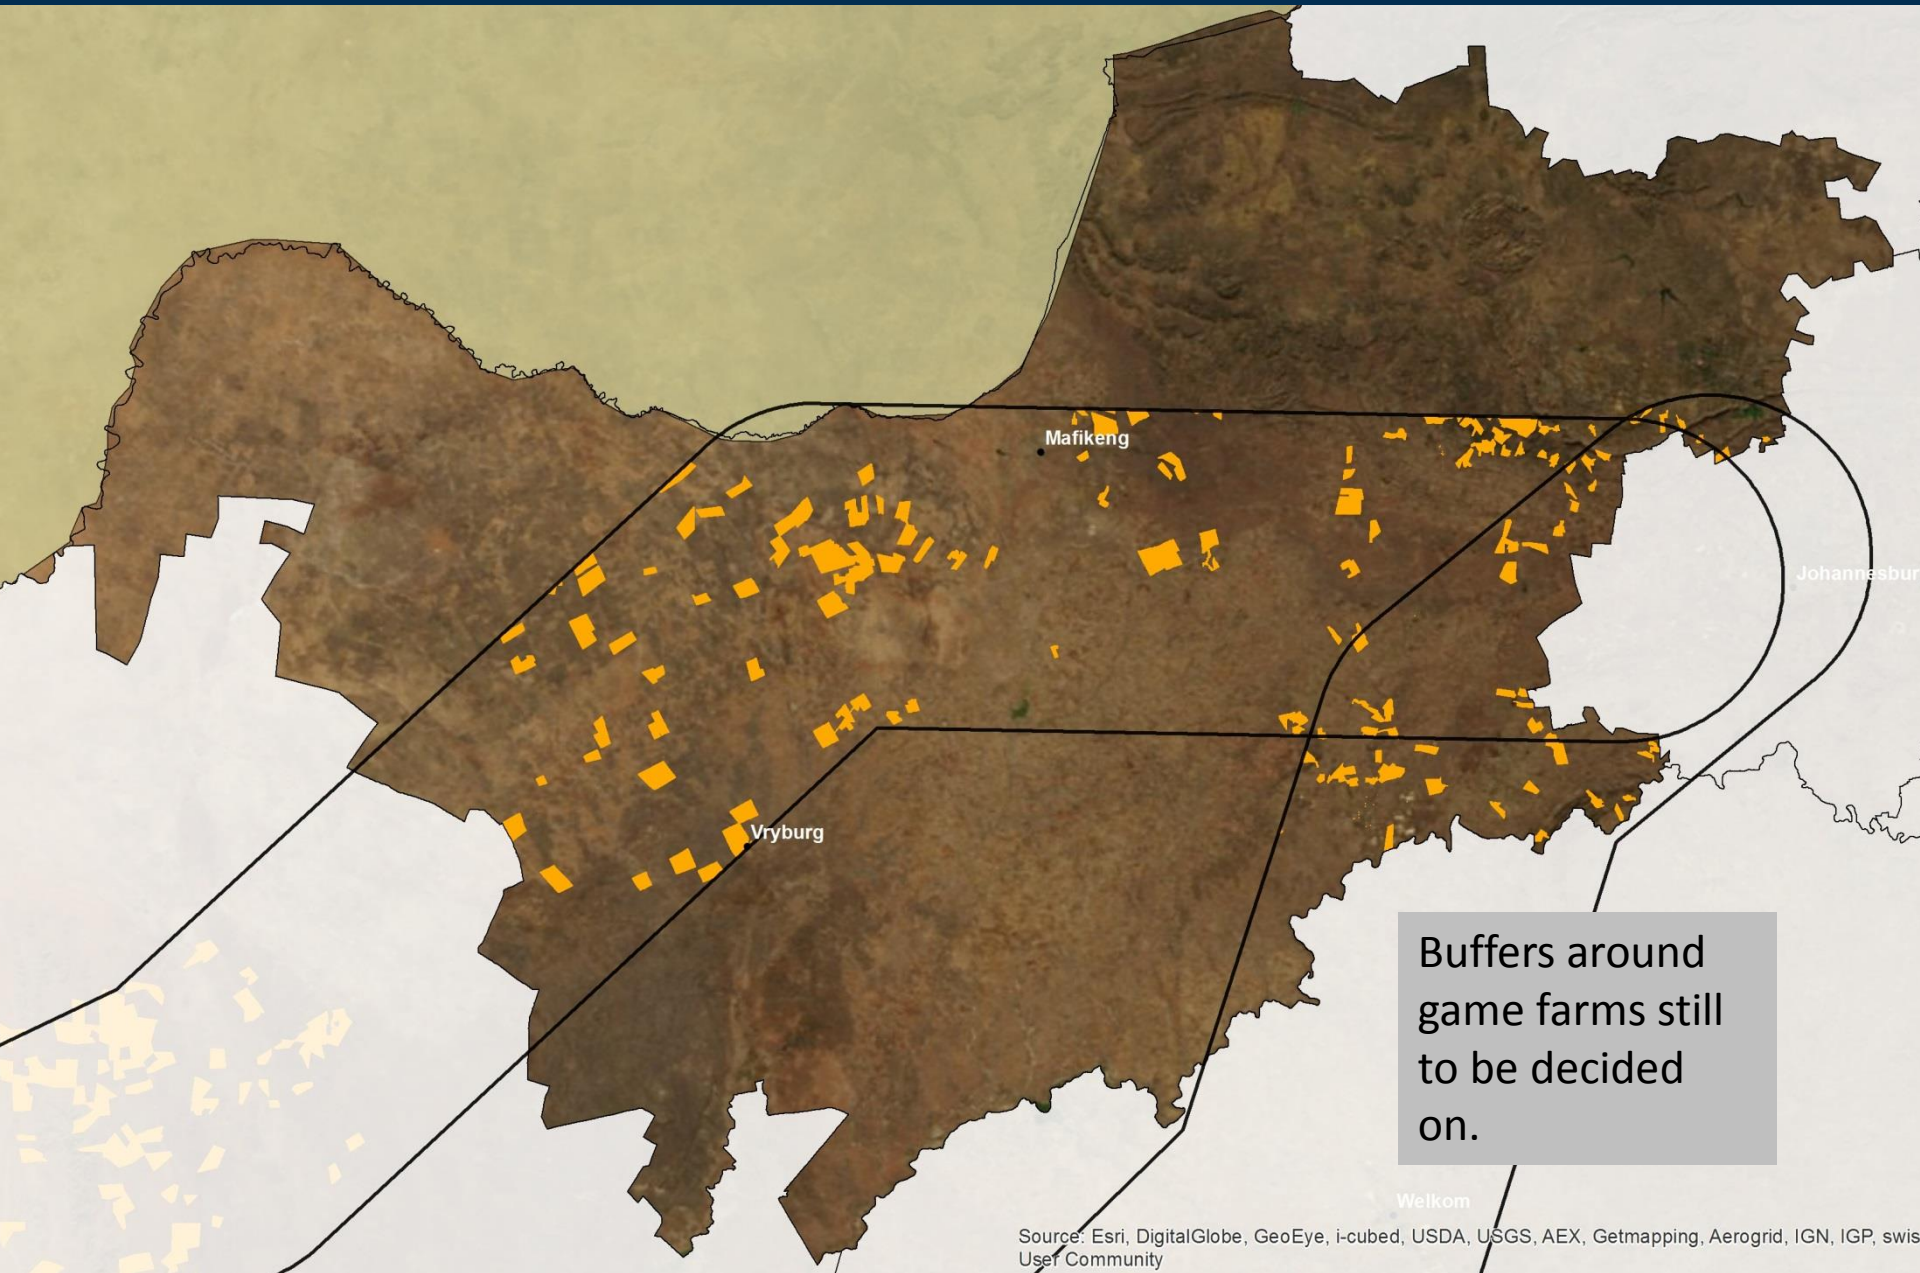 Mafikeng
Johannesbur
Vryburg
Buffers around
game farms still
to be decided
on.
Welkom
Source: Esri, DigitalGlobe, GeoEye, i-cubed, USDA, USGS, AEX, Getmapping, Aerogrid, IGN, IGP, swis
User Community